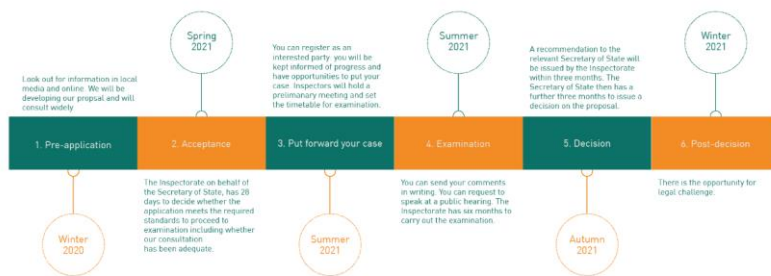 Spring
2021
Summer
2021
Winter
2021
Look out for information in local
media and online. We will be
developing our propsal and will
consult widely
You can register as an
interested party: you will be
kept informed of progress and
have opportunities to put your
case. Inspectors will hold a
prelimanary meeting and set
the timetable for examination.
A recommendation to the
relevant Secretary of State will
be issued by the Inspectorate
within three months. The
Secretary of State then has a
further three months to issue a
decision on the proposal.
1. Pre-application
2. Acceptance
3. Put forward your case
4. Examination
5. Decision
6. Post-decision
The Inspectorate on behalf of
the Secretary of State, has 28
days to decide whether the
application meets the required
standards to proceed to
examination including whether
our consultation
has been adequate.
You can send your comments
in writing. You can request to
speak at a public hearing. The
Inspectorate has six months to
carry out the examination.
There is the opportunity for
legal challenge.
Winter
2020
Summer
2021
Autumn
2021